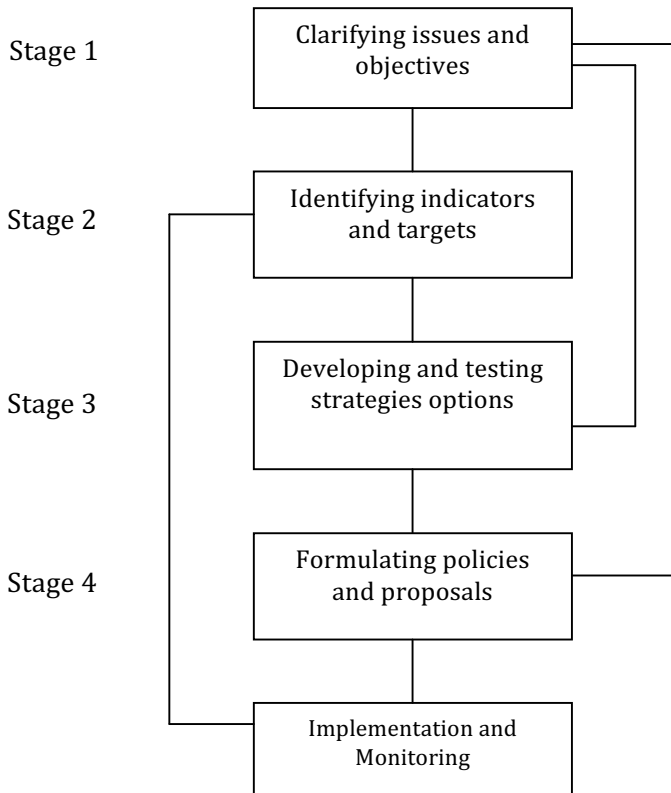 Stage 1
Clarifying issues and
objectives
Stage 2
Identifying indicators
and targets
Stage 3
Developing and testing
strategies options
Stage 4
Formulating policies
and proposals
Implementation and
Monitoring